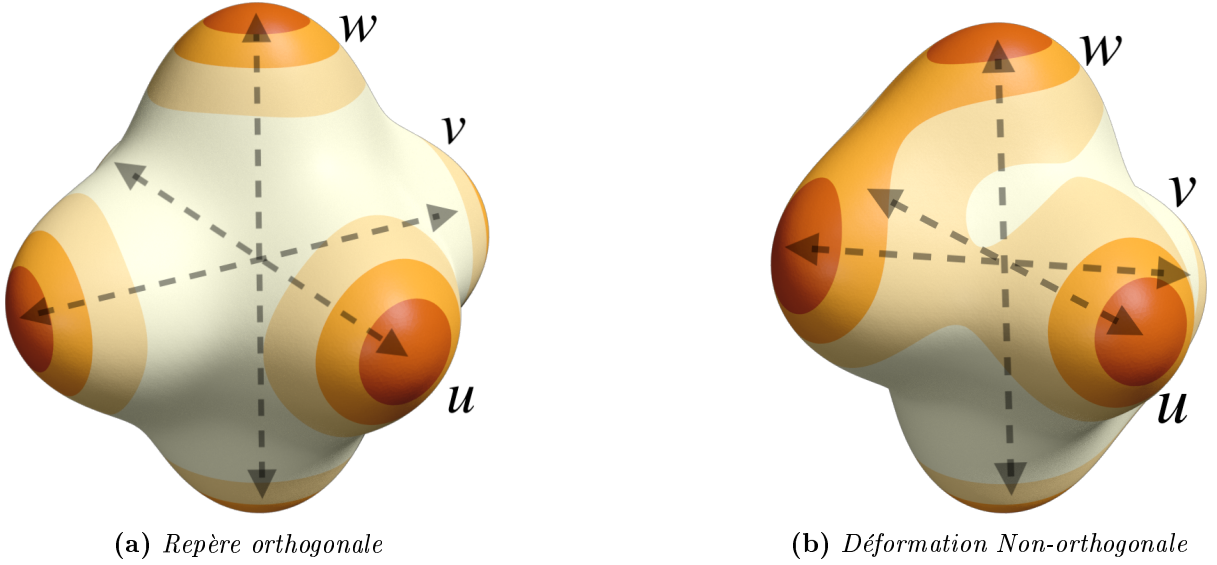 w
v
u
w
v
u
(a) Repère orthogonale
(b) Déformation Non-orthogonale